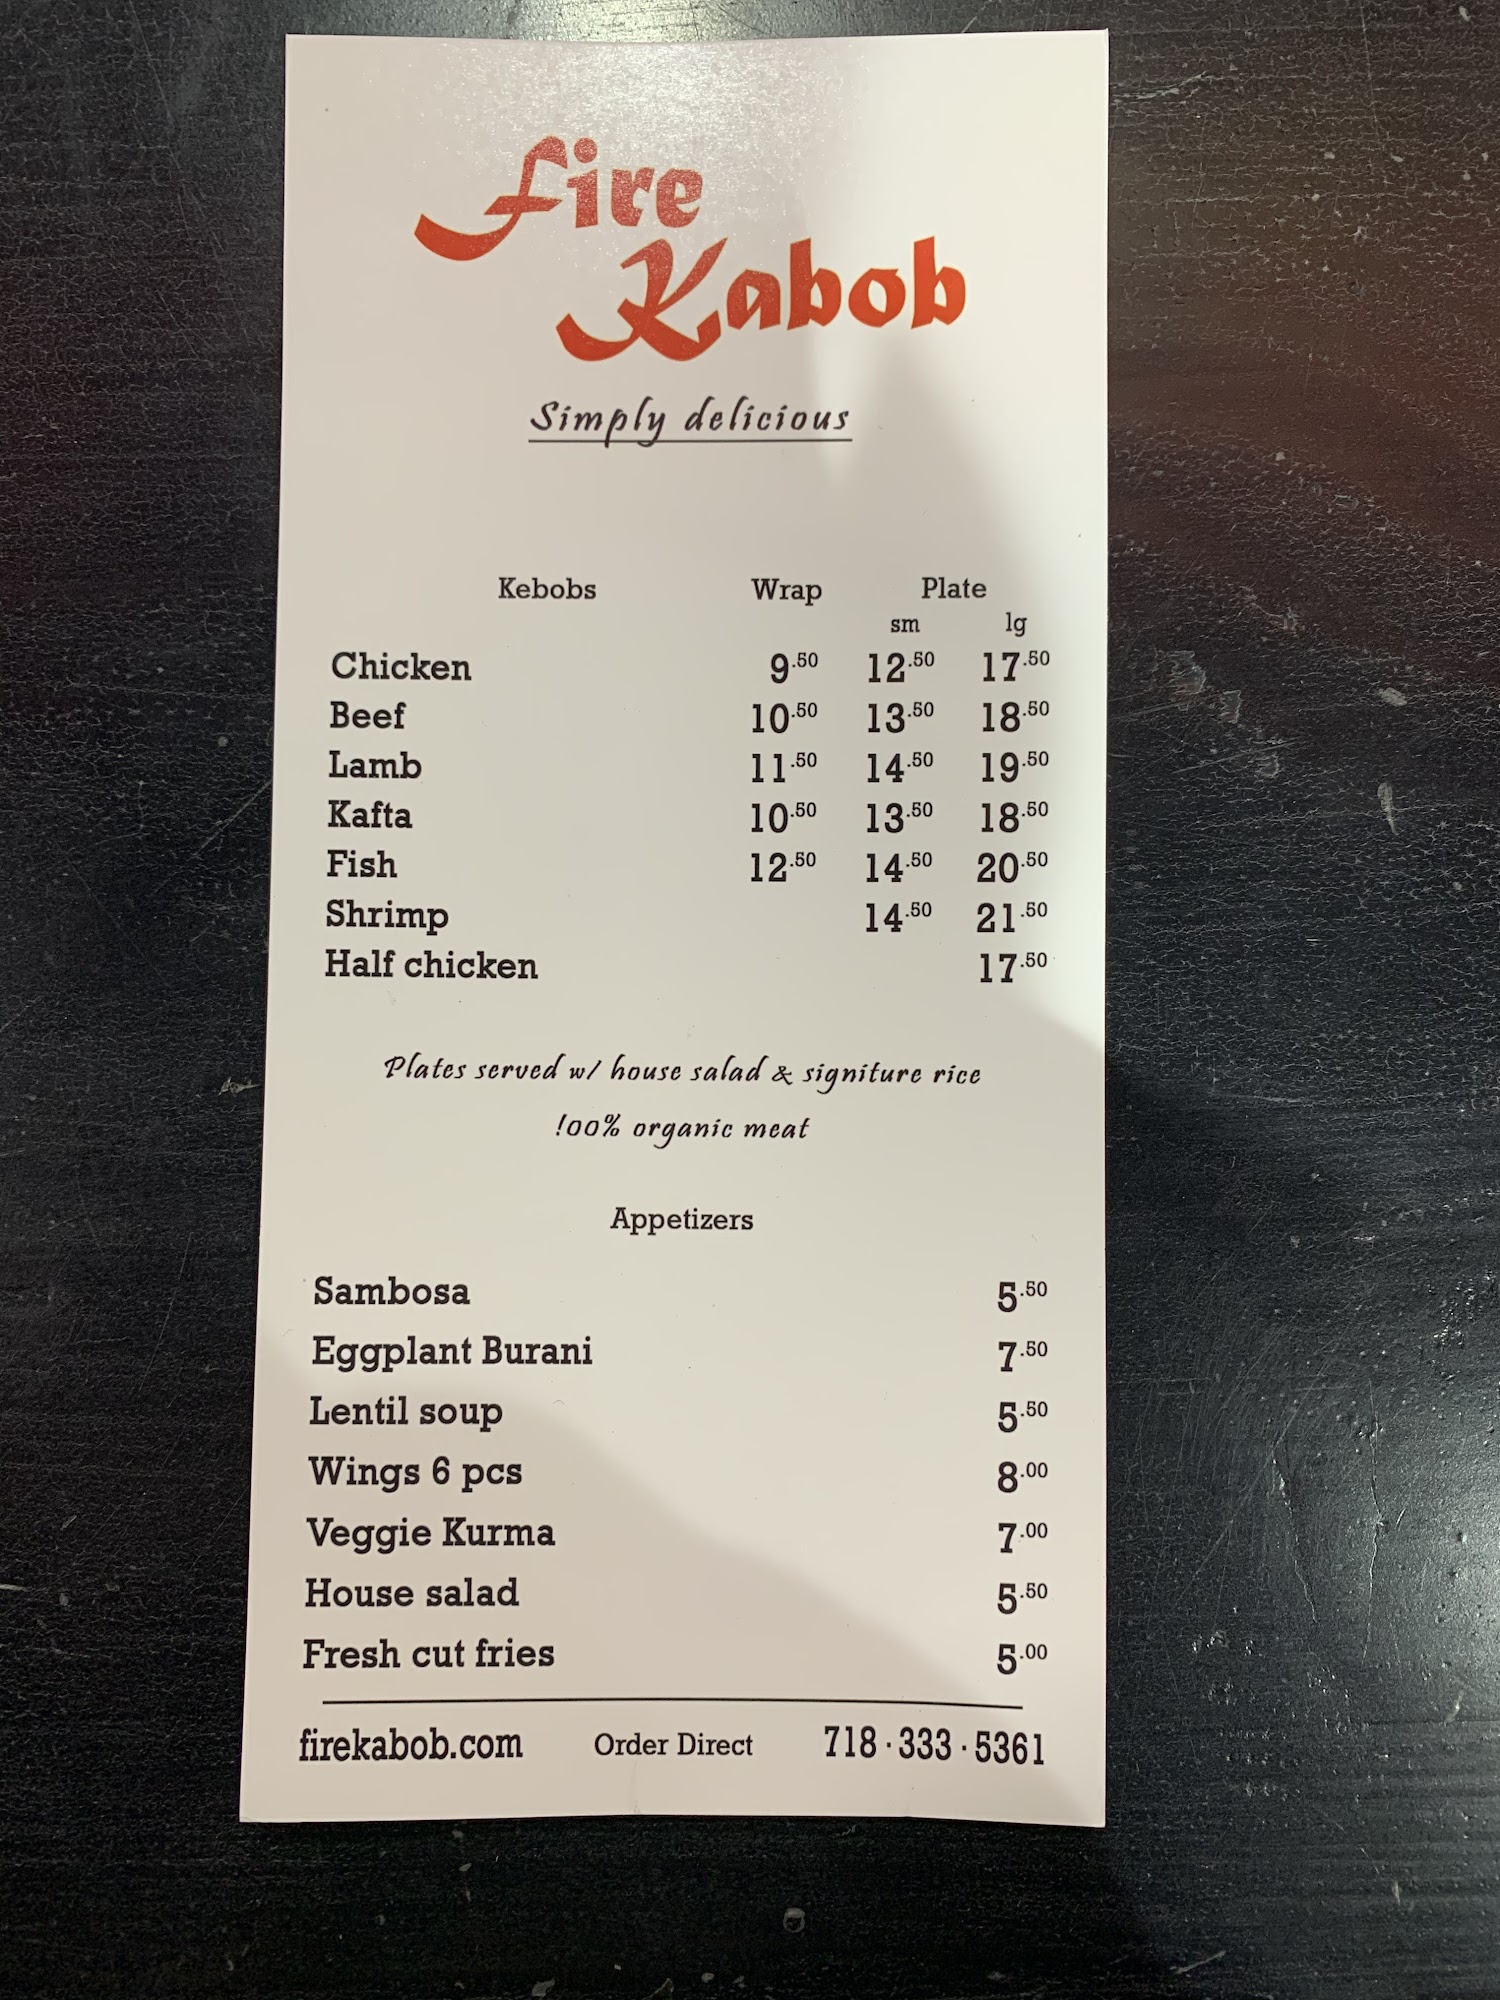 Fire
Kabob
Simply delicious
Kebobs Wrap Plate
sm lg
Chicken 9.50 12.50 17.50
Beef 10.50 13.50 18.50
Lamb 11.50 14.50 19.50
Kafta 10.50 13.50 18.50
Fish 12.50 14.50 20.50
Shrimp 14.50 21.50
Half chicken 17.50
Plates served w/ house salad & signiture rice
!00% organic meat
Appetizers
Sambosa 5.50
Eggplant Burani 7.50
Lentil soup 5.50
Wings 6 pcs 8.00
Veggie Kurma 7.00
House salad 5.50
Fresh cut fries 5.00
firekabob.com Order Direct 718·333·5361